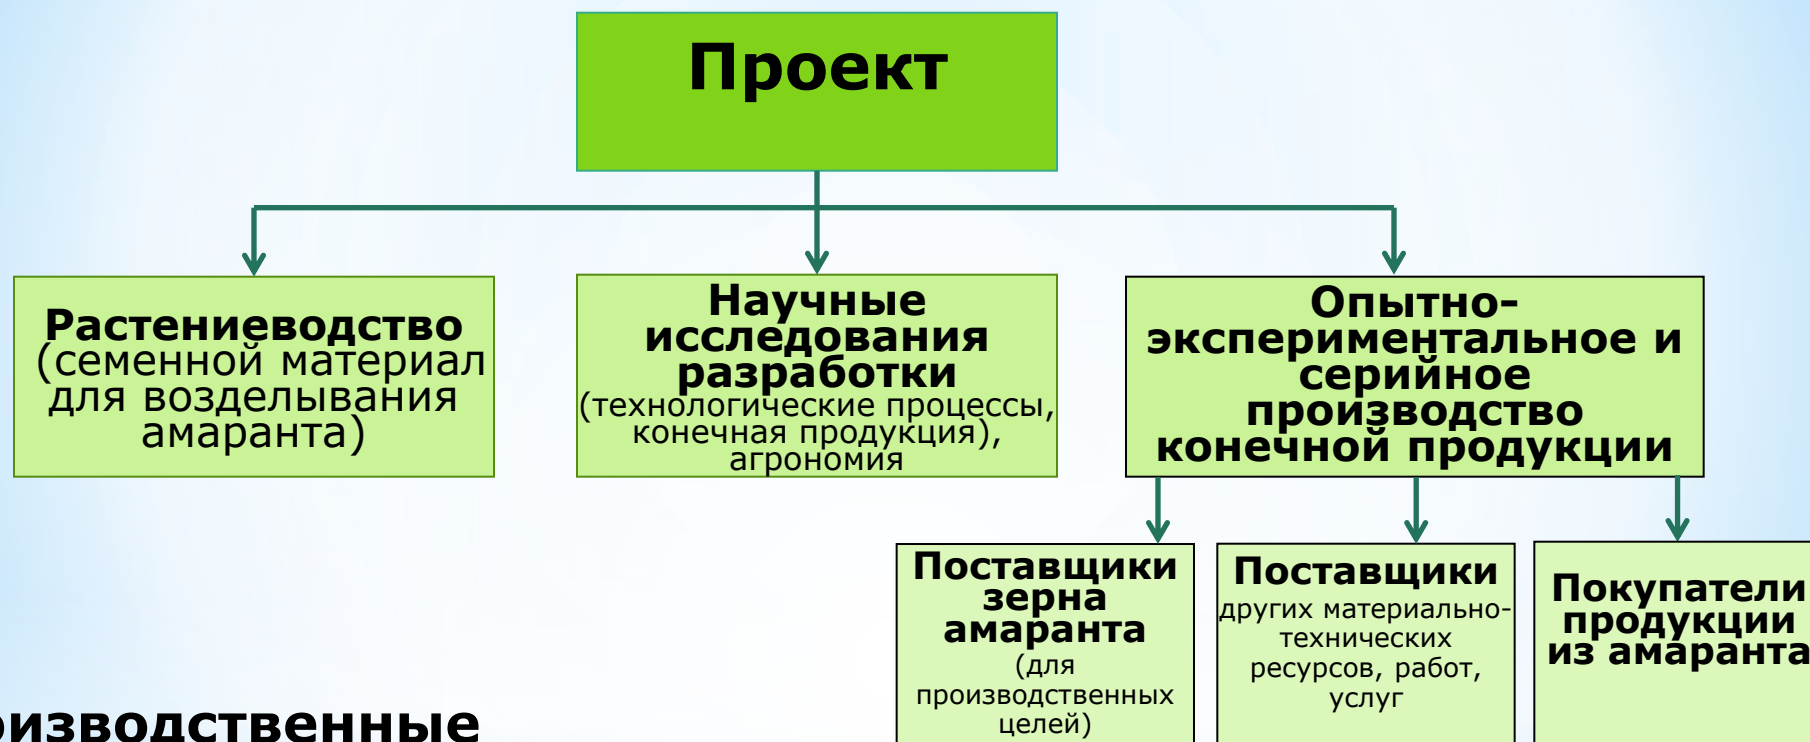 Проект
Растениеводство
(семенной материал
для возделывания
амаранта)
Научные
исследования
разработки
(технологические процессы,
конечная продукция),
агрономия
Опытно-
экспериментальное и
серийное
производство
конечной продукции
Поставщики
зерна
амаранта
(для
производственных
целей)
Поставщики
других материально-
технических
ресурсов, работ,
услуг
Покупатели
продукции
из амаранта